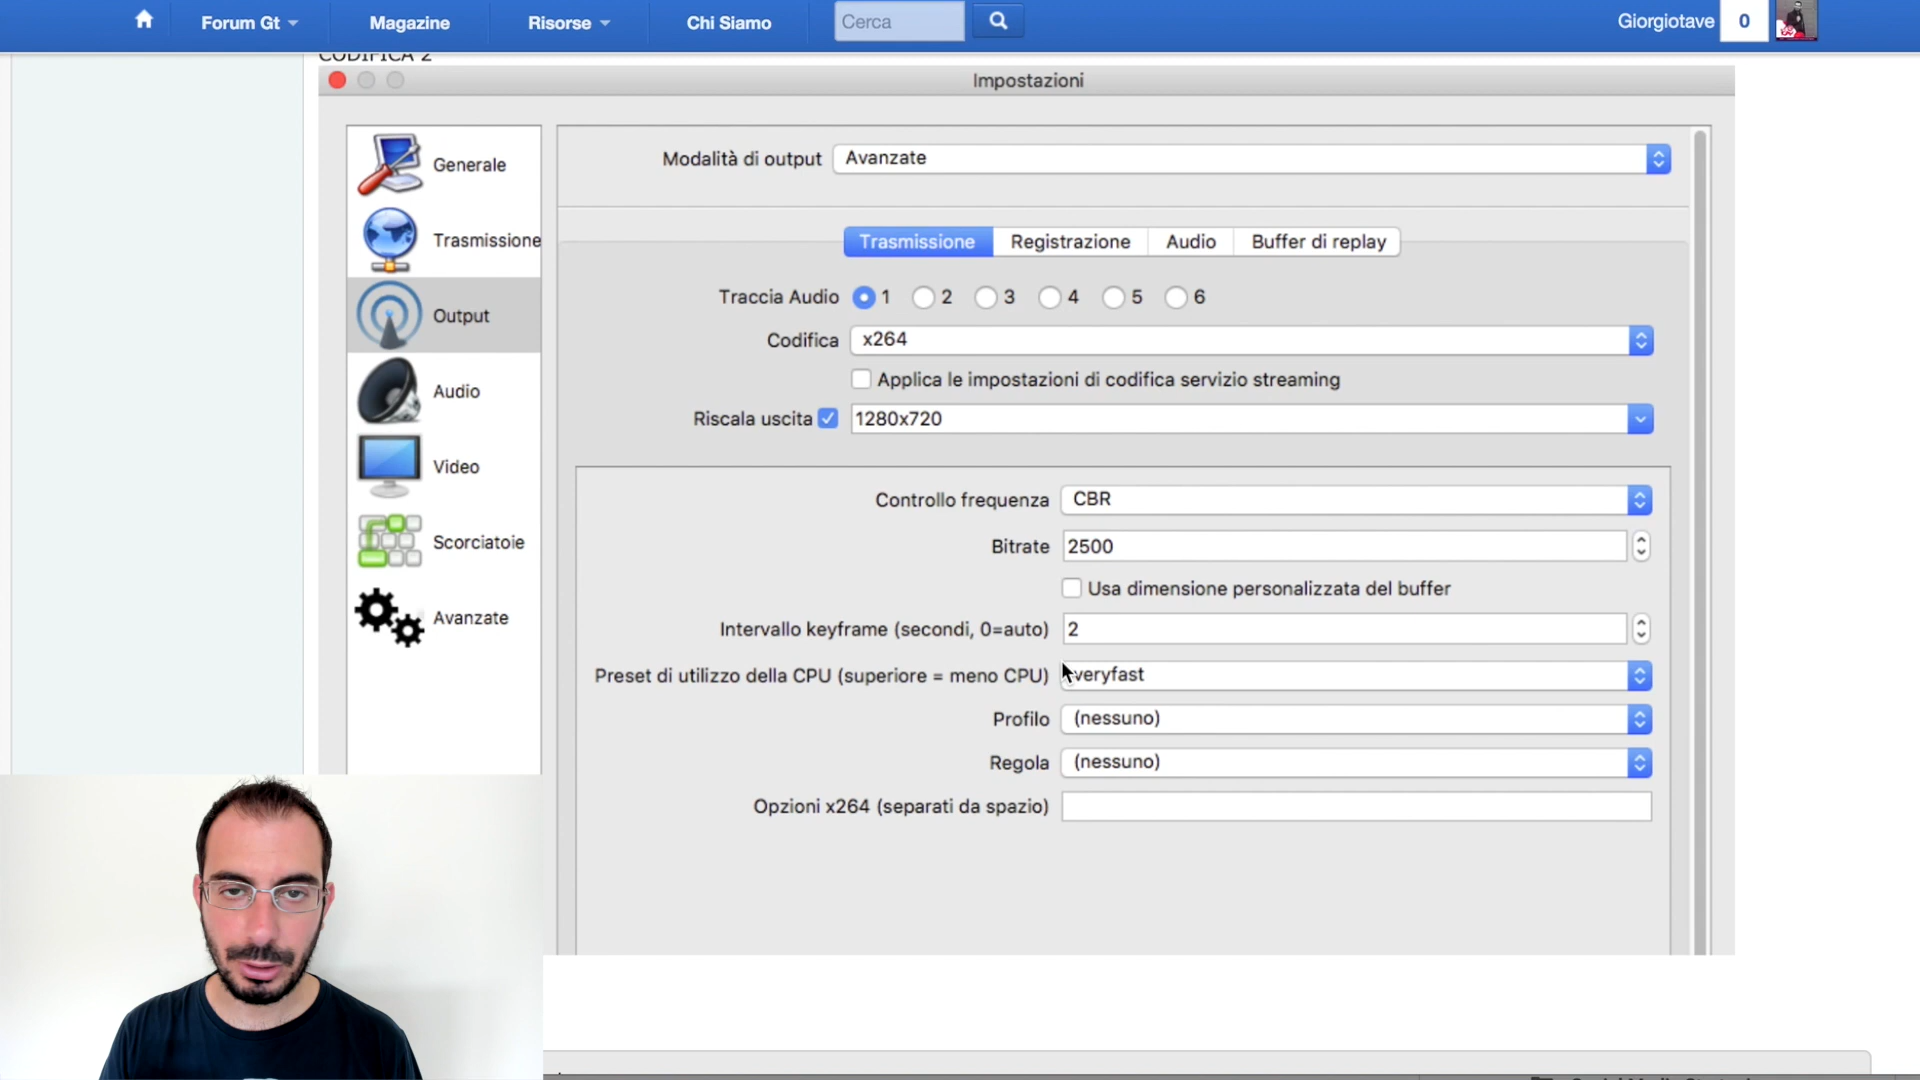 Forum Gt
Magazine
Risorse
Chi Siamo
Cerca
Giorgiotave
0
CODIFICA 2
Impostazioni
Generale
Trasmissione
Output
Audio
Video
Scorciatoie
Avanzate
Modalità di output Avanzate
Trasmissione Registrazione Audio Buffer di replay
Traccia Audio 1 2 3 4 5 6
Codifica x264
Applica le impostazioni di codifica servizio streaming
Riscala uscita 1280x720
Controllo frequenza CBR
Bitrate 2500
Usa dimensione personalizzata del buffer
Intervallo keyframe (secondi, 0=auto) 2
Preset di utilizzo della CPU (superiore = meno CPU) veryfast
Profilo (nessuno)
Regola (nessuno)
Opzioni x264 (separati da spazio)